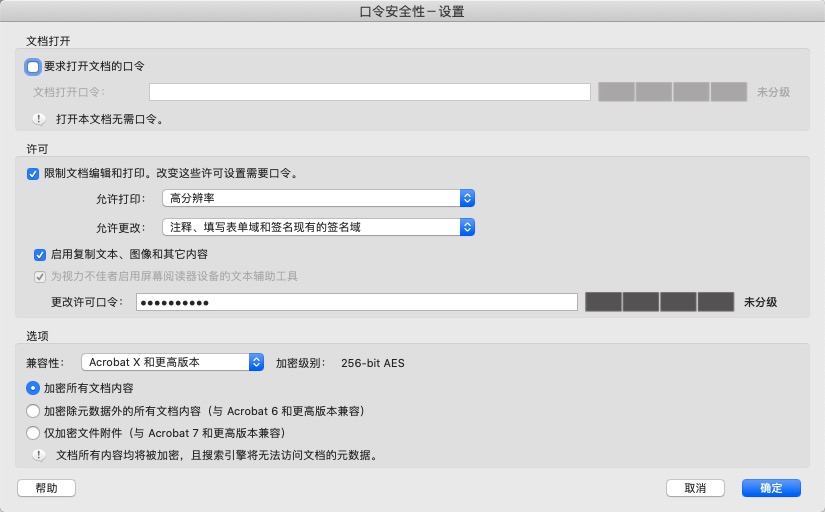 口令安全性－设置
文档打开
要求打开文档的口令
文档打开口令： 未分级
! 打开本文档无需口令。
许可
限制文档编辑和打印。改变这些许可设置需要口令。
允许打印： 高分辨率
允许更改： 注释、填写表单域和签名现有的签名域
启用复制文本、图像和其它内容
为视力不佳者启用屏幕阅读器设备的文本辅助工具
更改许可口令： ●●●●●●●●●● 未分级
选项
兼容性： Acrobat X 和更高版本 加密级别： 256-bit AES
加密所有文档内容
加密除元数据外的所有文档内容（与 Acrobat 6 和更高版本兼容）
仅加密文件附件（与 Acrobat 7 和更高版本兼容）
! 文档所有内容均将被加密，且搜索引擎将无法访问文档的元数据。
帮助 取消 确定